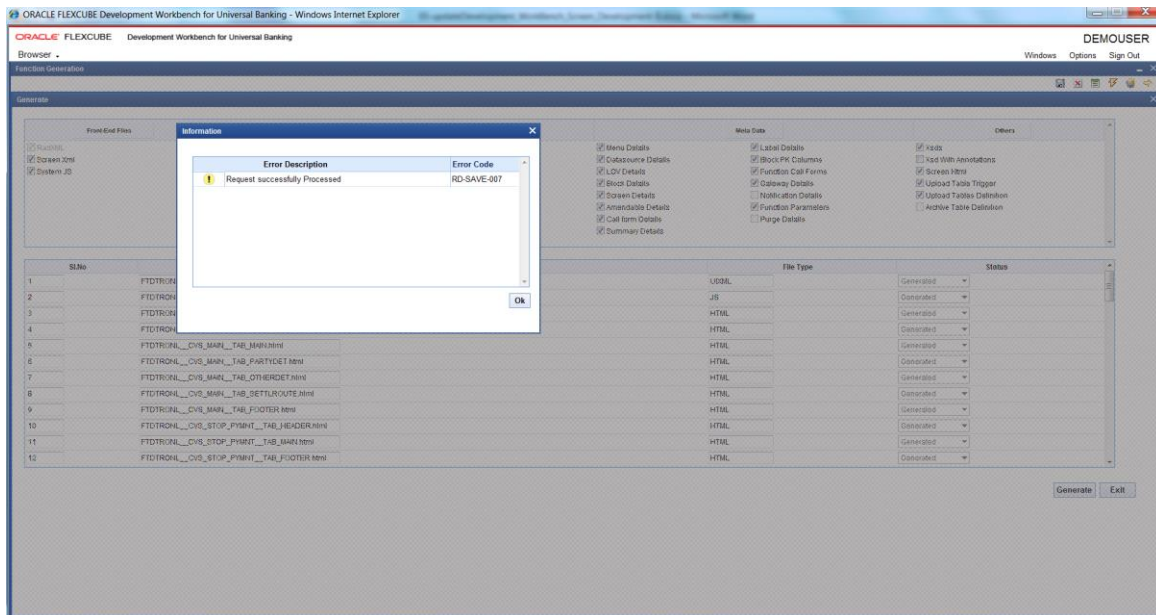 ORACLE FLEXCUBE Development Workbench for Universal Banking - Windows Internet Explorer
ORACLE FLEXCUBE Development Workbench for Universal Banking DEMOUSER
Browser Windows Options Sign Out
Function Generation
Generate
Front-End Files Meta Data Others
Information
RadXML Menu Details Label Details Xsds
Screen Xml Datasource Details Block PK Columns Xsd With Annotations
System JS LOV Details Function Call Forms Screen Html
Block Details Gateway Details Upload Table Trigger
Screen Details Notification Details Upload Tables Definition
Amendable Details Function Parameters Archive Table Definition
Call form Details Purge Details
Summary Details
Error Description Error Code
Request successfully Processed RD-SAVE-007
Ok
Sl.No File Type Status
1 FTDTRONL UIXML Generated
2 FTDTRON JS Generated
3 FTDTRON HTML Generated
4 FTDTRON HTML Generated
5 FTDTRONL__CVS_MAIN__TAB_MAIN.html HTML Generated
6 FTDTRONL__CVS_MAIN__TAB_PARTYDET.html HTML Generated
7 FTDTRONL__CVS_MAIN__TAB_OTHERDET.html HTML Generated
8 FTDTRONL__CVS_MAIN__TAB_SETTLROUTE.html HTML Generated
9 FTDTRONL__CVS_MAIN__TAB_FOOTER.html HTML Generated
10 FTDTRONL__CVS_STOP_PYMNT__TAB_HEADER.html HTML Generated
11 FTDTRONL__CVS_STOP_PYMNT__TAB_MAIN.html HTML Generated
12 FTDTRONL__CVS_STOP_PYMNT__TAB_FOOTER.html HTML Generated
Generate Exit